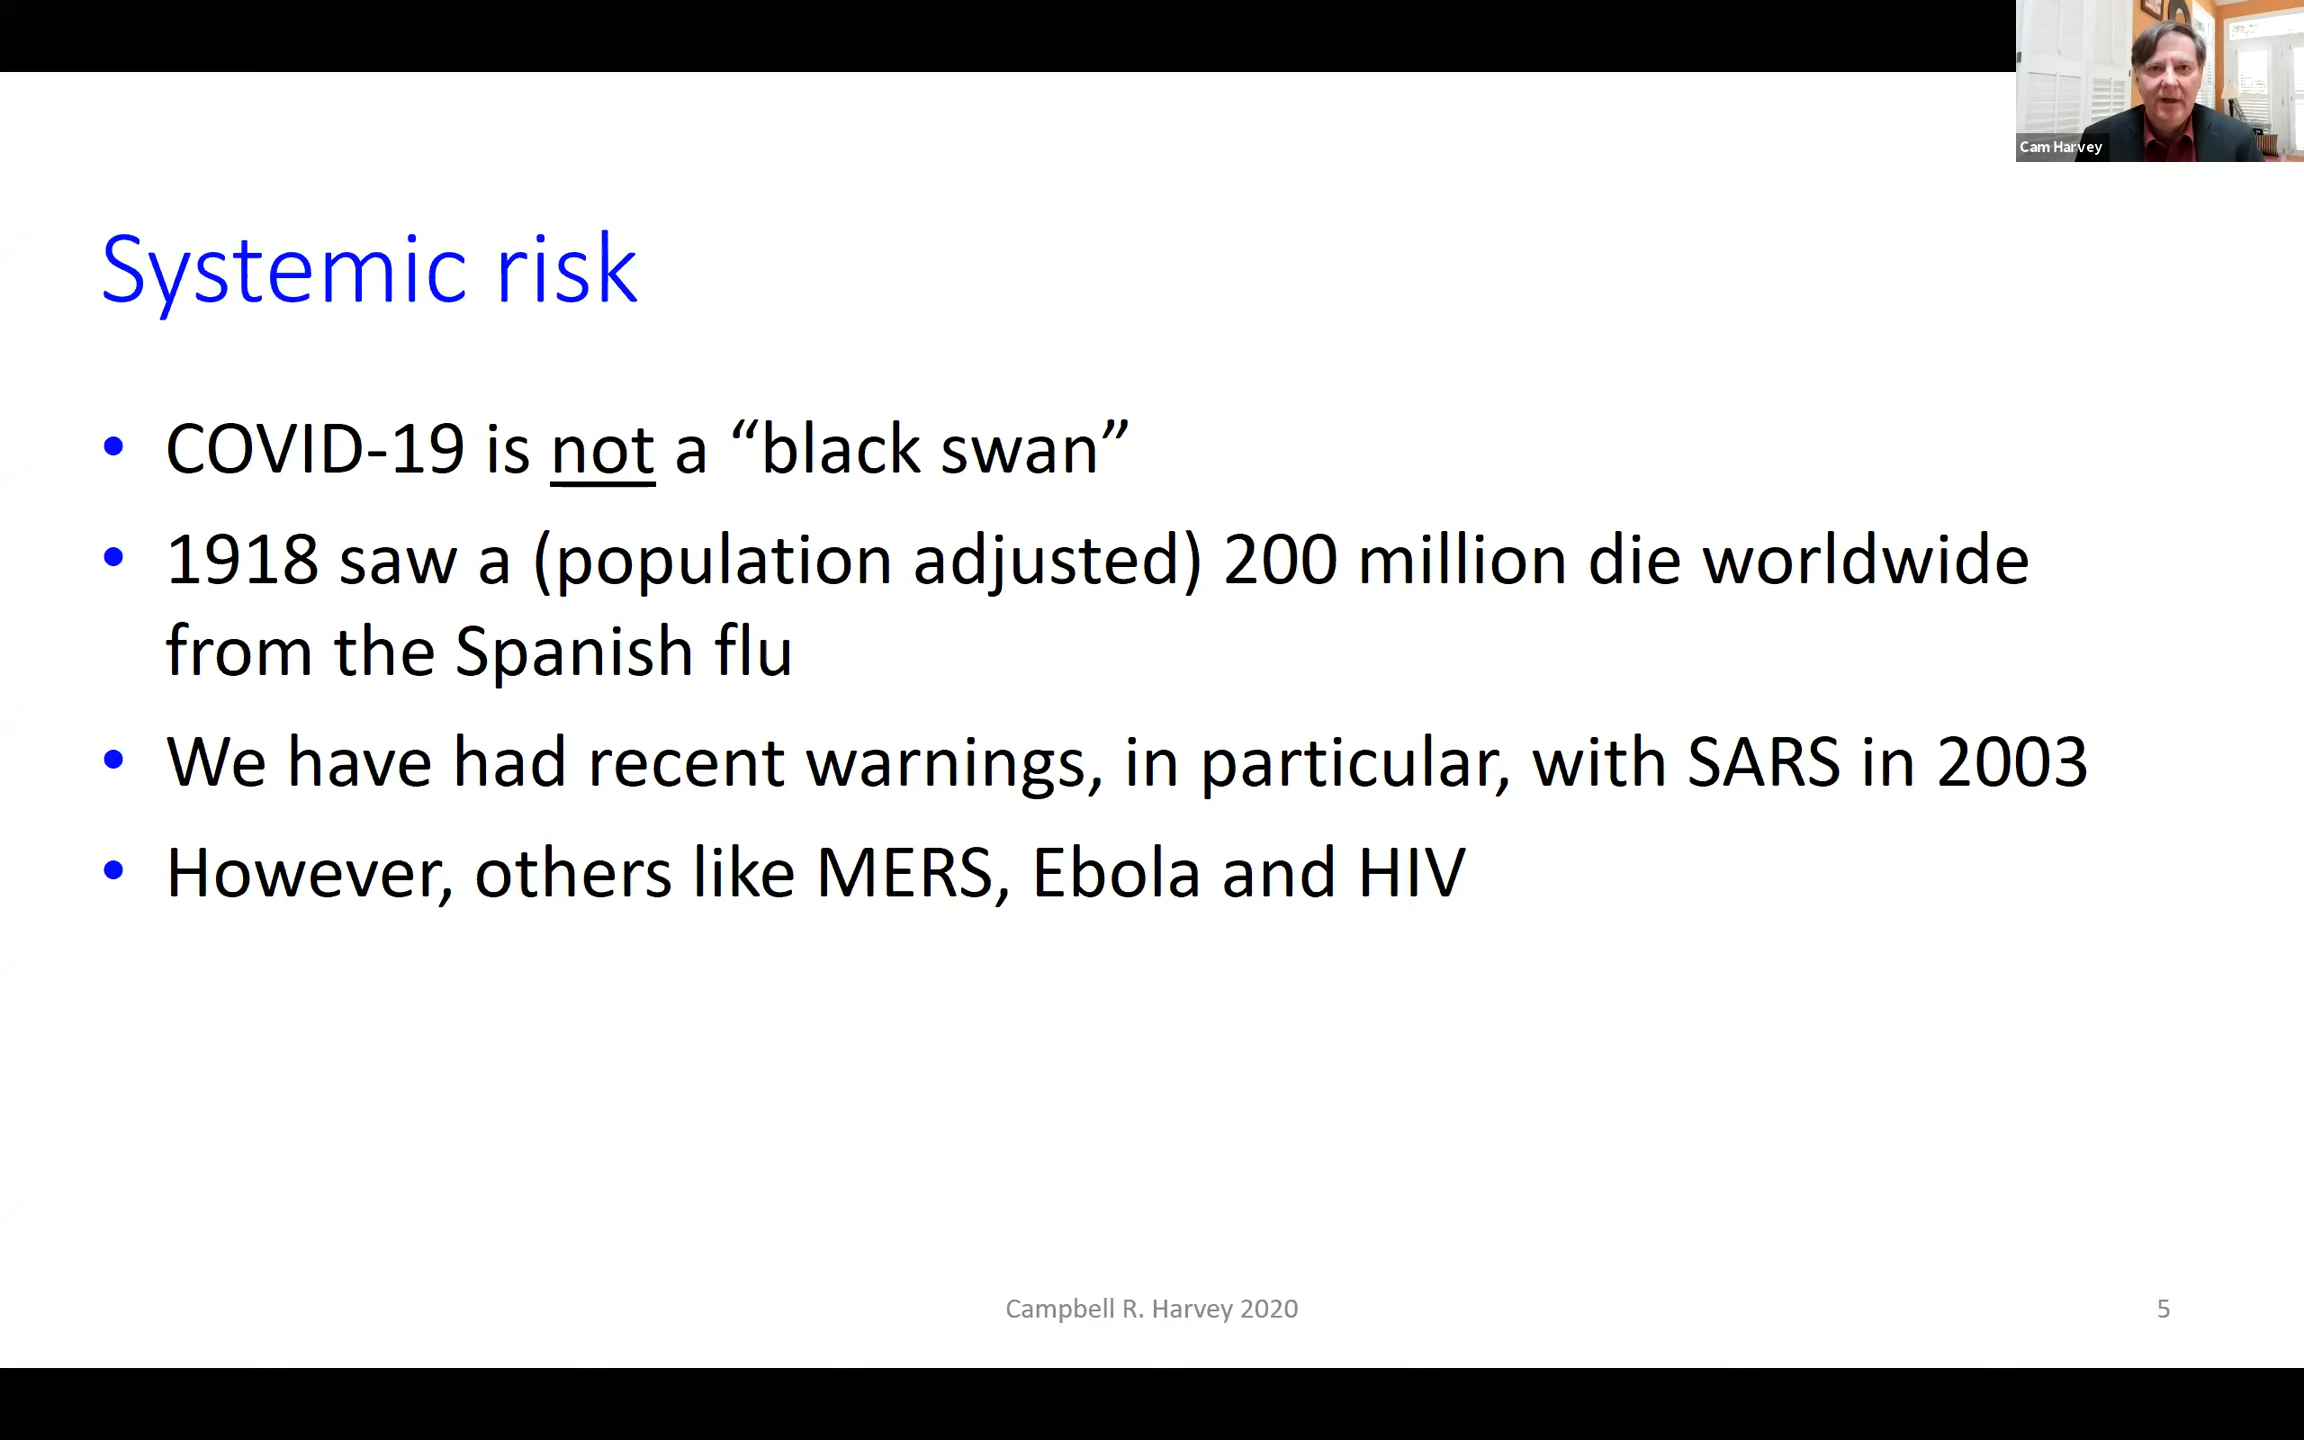 Cam Harvey
Systemic risk
• COVID-19 is not a “black swan”
• 1918 saw a (population adjusted) 200 million die worldwide
from the Spanish flu
• We have had recent warnings, in particular, with SARS in 2003
• However, others like MERS, Ebola and HIV
Campbell R. Harvey 2020
5